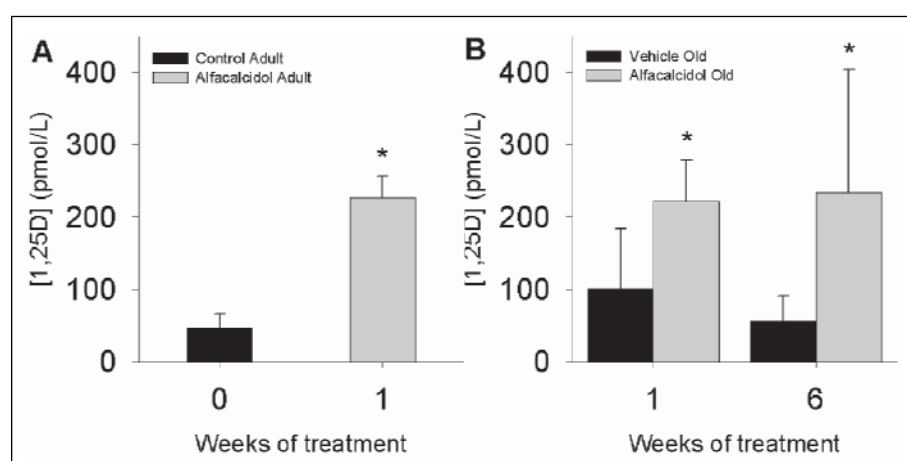 A
Control Adult
Alfacalcidol Adult
400
300
200
100
0
[1,25D] (pmol/L)
*
0 1
Weeks of treatment
B
Vehicle Old
Alfacalcidol Old
400
300
200
100
0
[1,25D] (pmol/L)
* *
1 6
Weeks of treatment